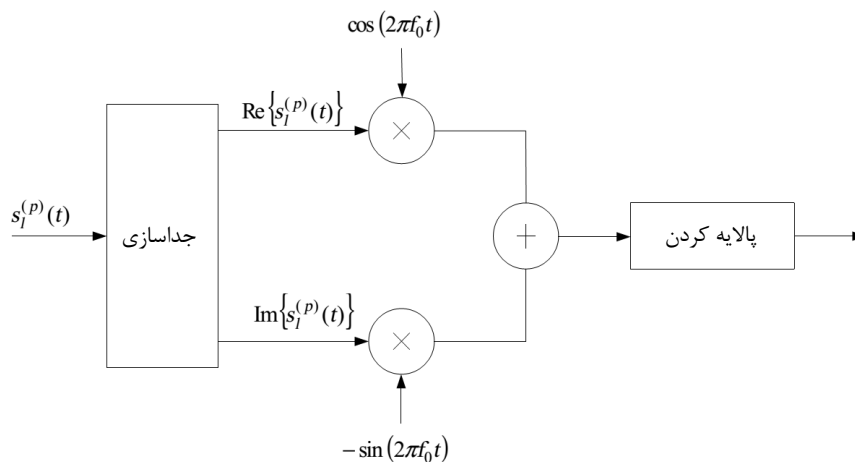 cos(2πf₀t)
Re{s_l^{(p)}(t)}
×
s_l^{(p)}(t)
جداسازی
+
پالایه کردن
Im{s_l^{(p)}(t)}
×
−sin(2πf₀t)